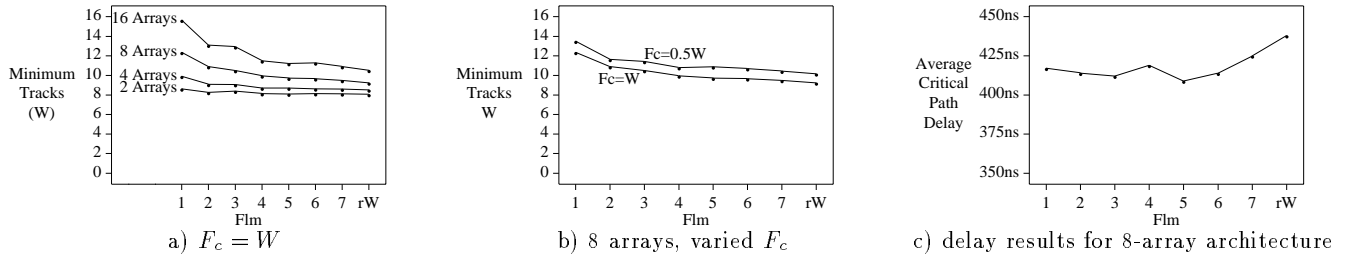 16
14
12
10
8
6
4
2
0
Minimum
Tracks
(W)
16 Arrays
8 Arrays
4 Arrays
2 Arrays
1 2 3 4 5 6 7 rW
Flm
a) Fc = W
16
14
12
10
8
6
4
2
0
Minimum
Tracks
W
Fc=0.5W
Fc=W
1 2 3 4 5 6 7 rW
Flm
b) 8 arrays, varied Fc
450ns
425ns
400ns
375ns
350ns
Average
Critical
Path
Delay
1 2 3 4 5 6 7 rW
Flm
c) delay results for 8-array architecture